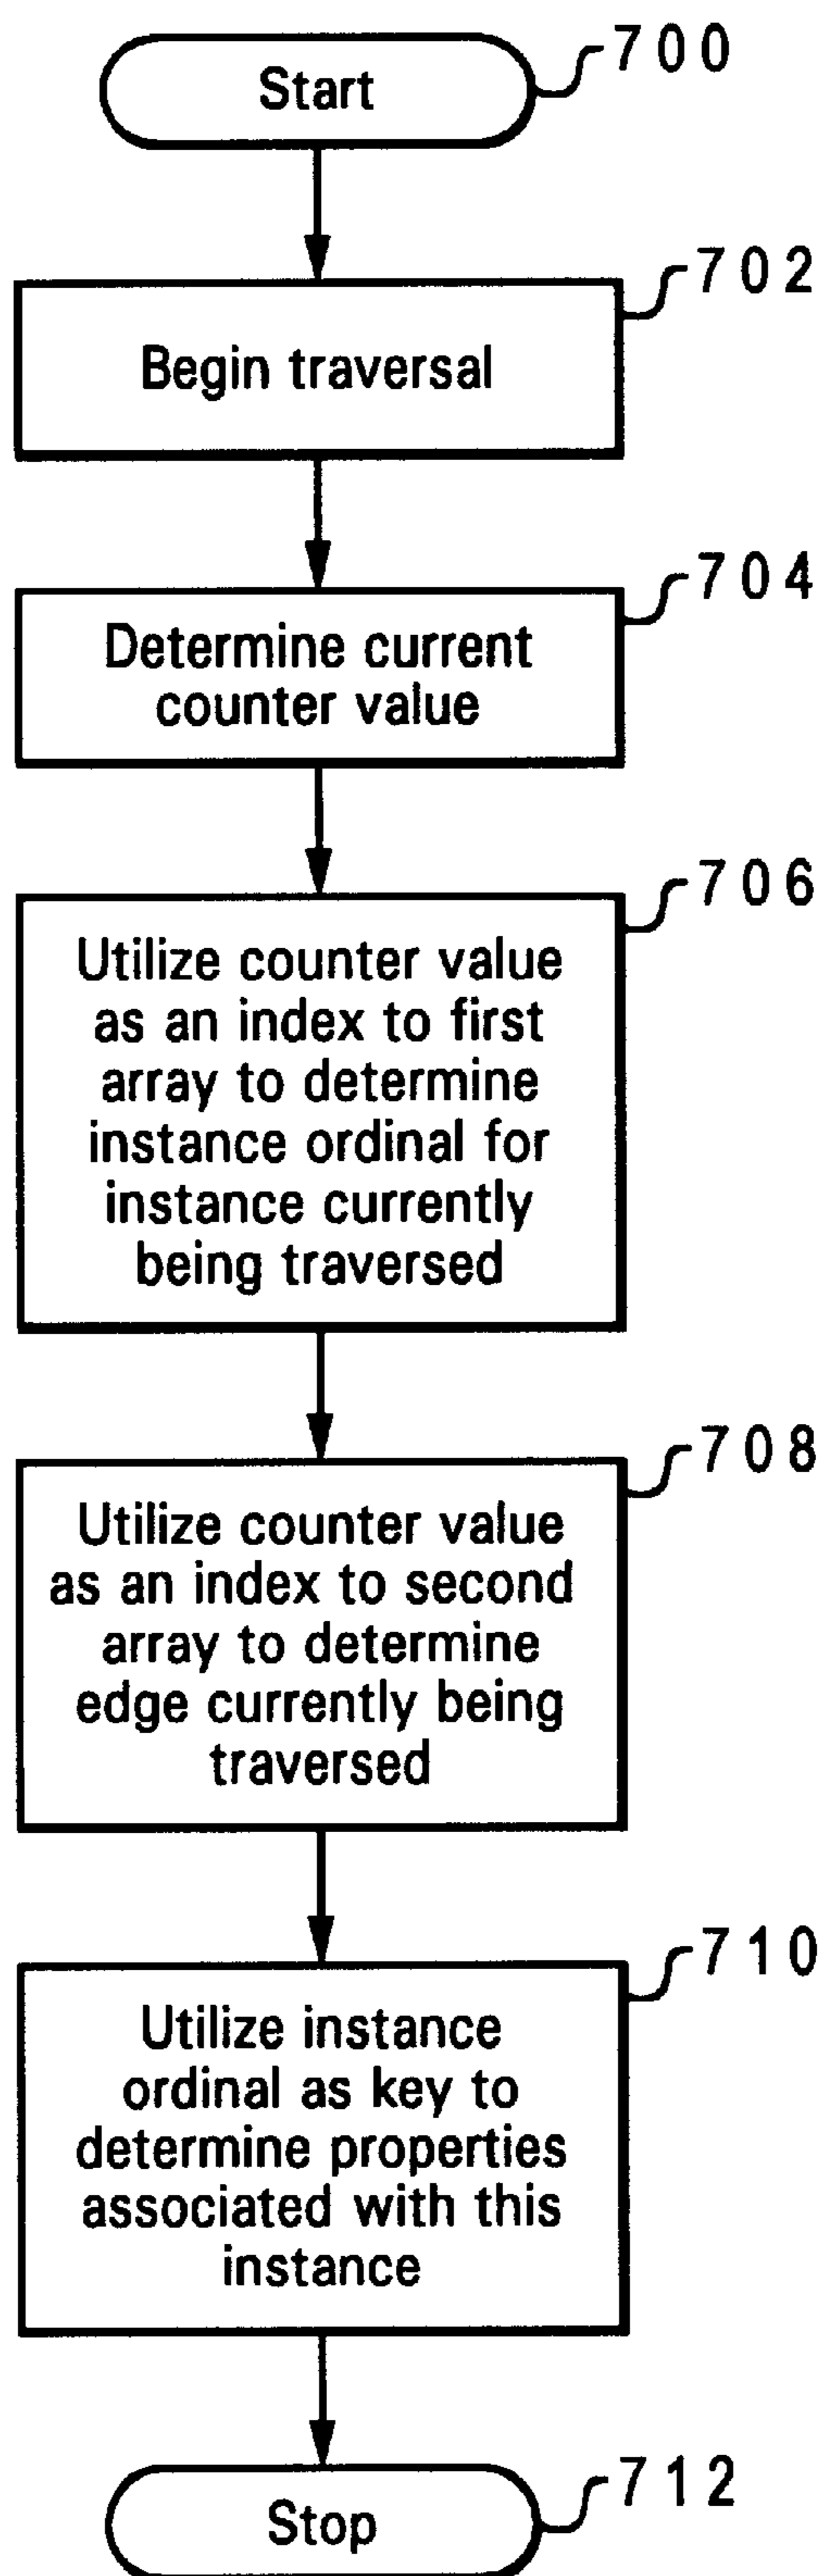 Start
700
702
Begin traversal
704
Determine current
counter value
706
Utilize counter value
as an index to first
array to determine
instance ordinal for
instance currently
being traversed
708
Utilize counter value
as an index to second
array to determine
edge currently being
traversed
710
Utilize instance
ordinal as key to
determine properties
associated with this
instance
712
Stop